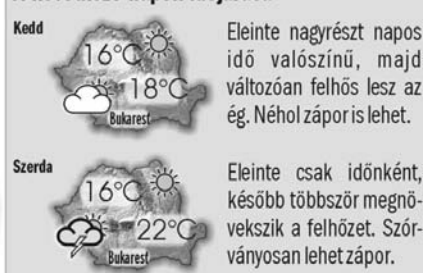 Kedd
16°C
18°C
Bukarest
Eleinte nagyrészt napos
idő valószínű, majd
változóan felhős lesz az
ég. Néhol zápor is lehet.
Szerda
16°C
22°C
Bukarest
Eleinte csak időnként,
később többször megnö-
vekszik a felhőzet. Szór-
ványosan lehet zápor.